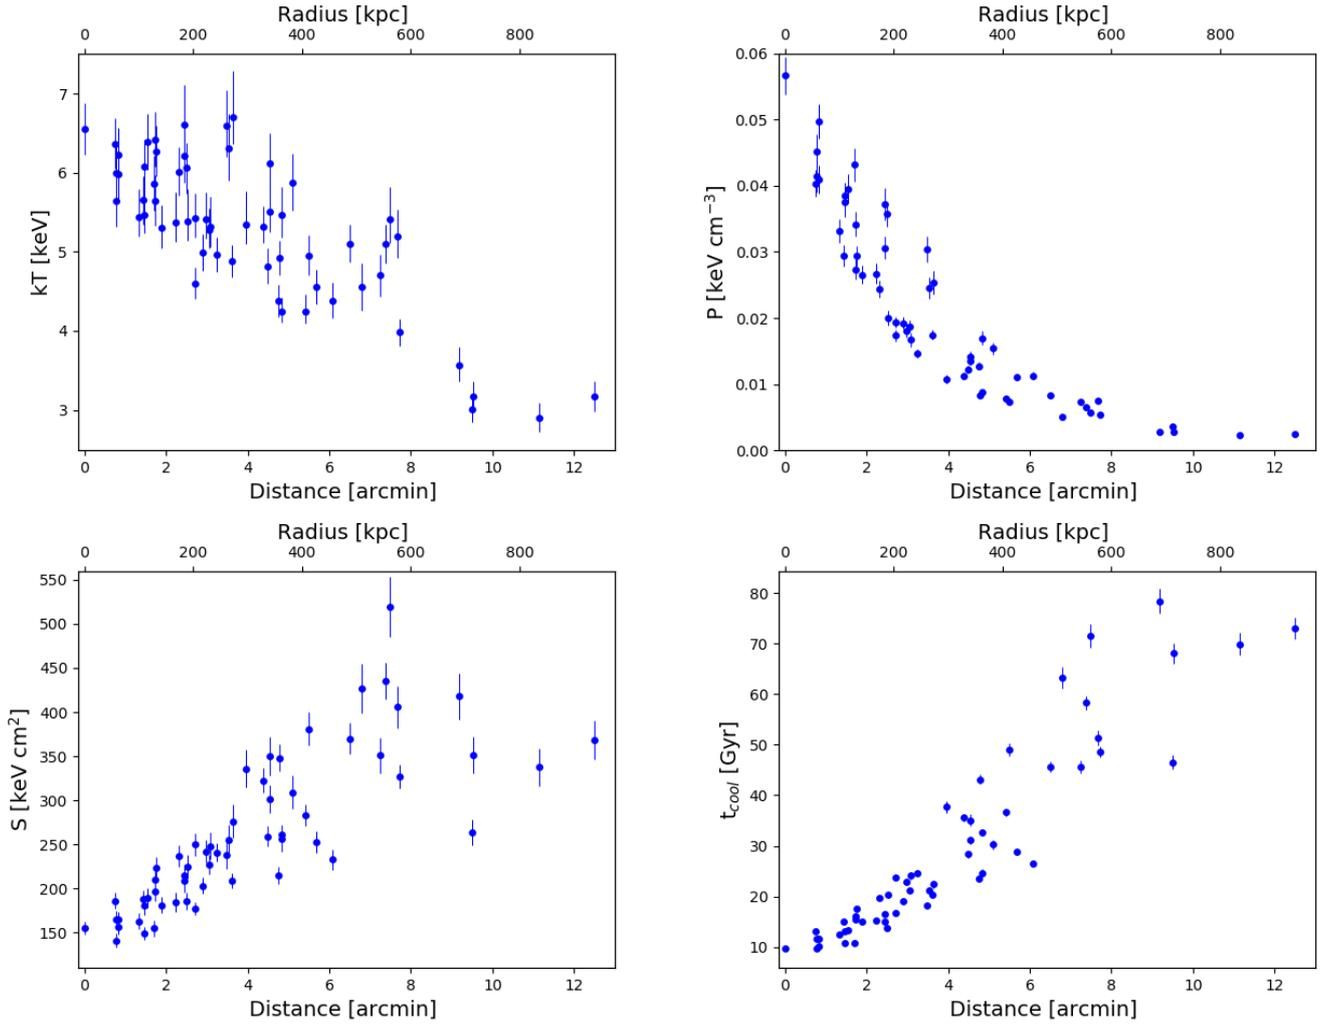 Radius [kpc]
0 200 400 600 800
7
6
5
4
3
kT [keV]
0 2 4 6 8 10 12
Distance [arcmin]
Radius [kpc]
0 200 400 600 800
0.06
0.05
0.04
0.03
0.02
0.01
0.00
P [keV cm⁻³]
0 2 4 6 8 10 12
Distance [arcmin]
Radius [kpc]
0 200 400 600 800
550
500
450
400
350
300
250
200
150
S [keV cm²]
0 2 4 6 8 10 12
Distance [arcmin]
Radius [kpc]
0 200 400 600 800
80
70
60
50
40
30
20
10
t_cool [Gyr]
0 2 4 6 8 10 12
Distance [arcmin]